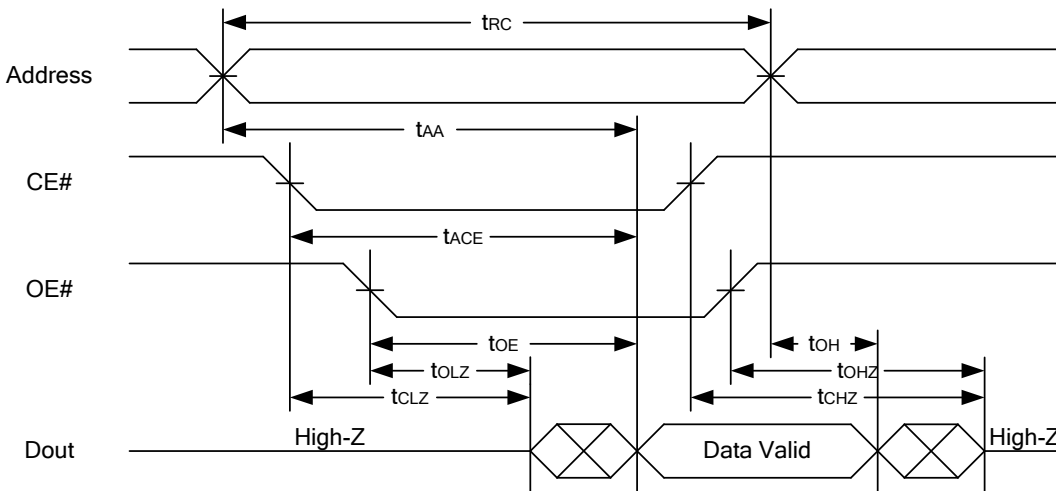 tRC
Address
tAA
CE#
tACE
OE#
tOE
tOH
tOLZ
tOHZ
tCLZ
tCHZ
High-Z
Data Valid
High-Z
Dout